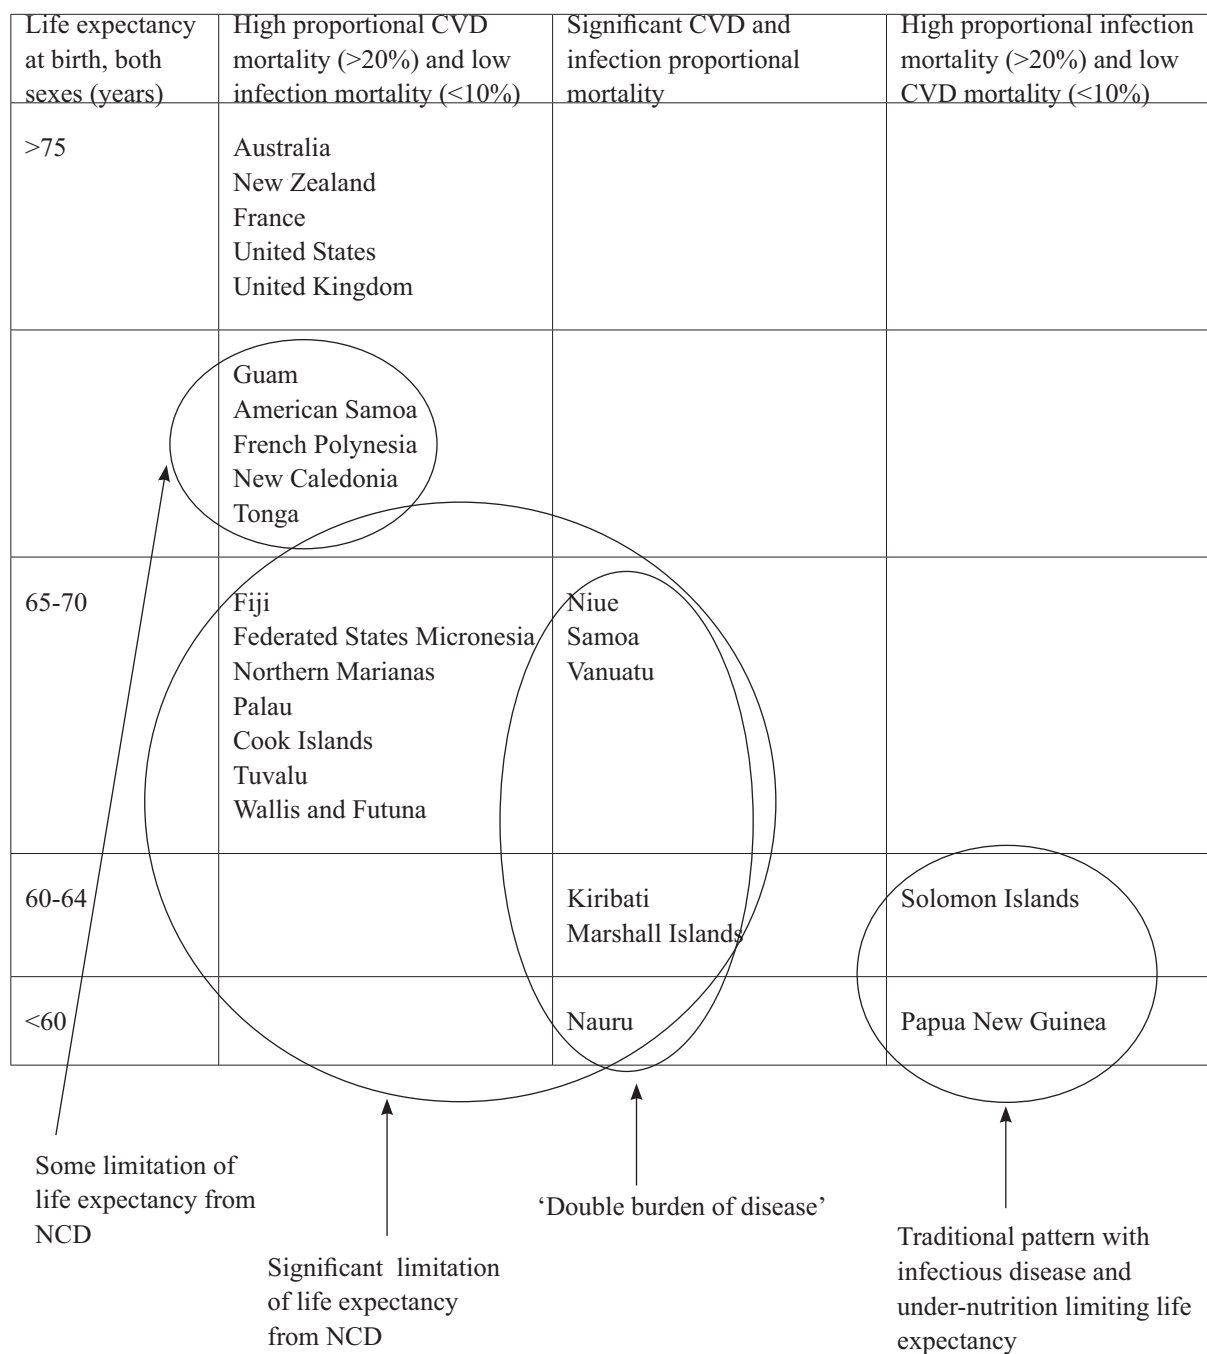 Life expectancy
at birth, both
sexes (years)
High proportional CVD
mortality (>20%) and low
infection mortality (<10%)
Significant CVD and
infection proportional
mortality
High proportional infection
mortality (>20%) and low
CVD mortality (<10%)
>75
Australia
New Zealand
France
United States
United Kingdom
Guam
American Samoa
French Polynesia
New Caledonia
Tonga
65-70
Fiji
Federated States Micronesia
Northern Marianas
Palau
Cook Islands
Tuvalu
Wallis and Futuna
Niue
Samoa
Vanuatu
60-64
Kiribati
Marshall Islands
Solomon Islands
<60
Nauru
Papua New Guinea
Some limitation of
life expectancy from
NCD
Significant limitation
of life expectancy
from NCD
‘Double burden of disease’
Traditional pattern with
infectious disease and
under-nutrition limiting life
expectancy